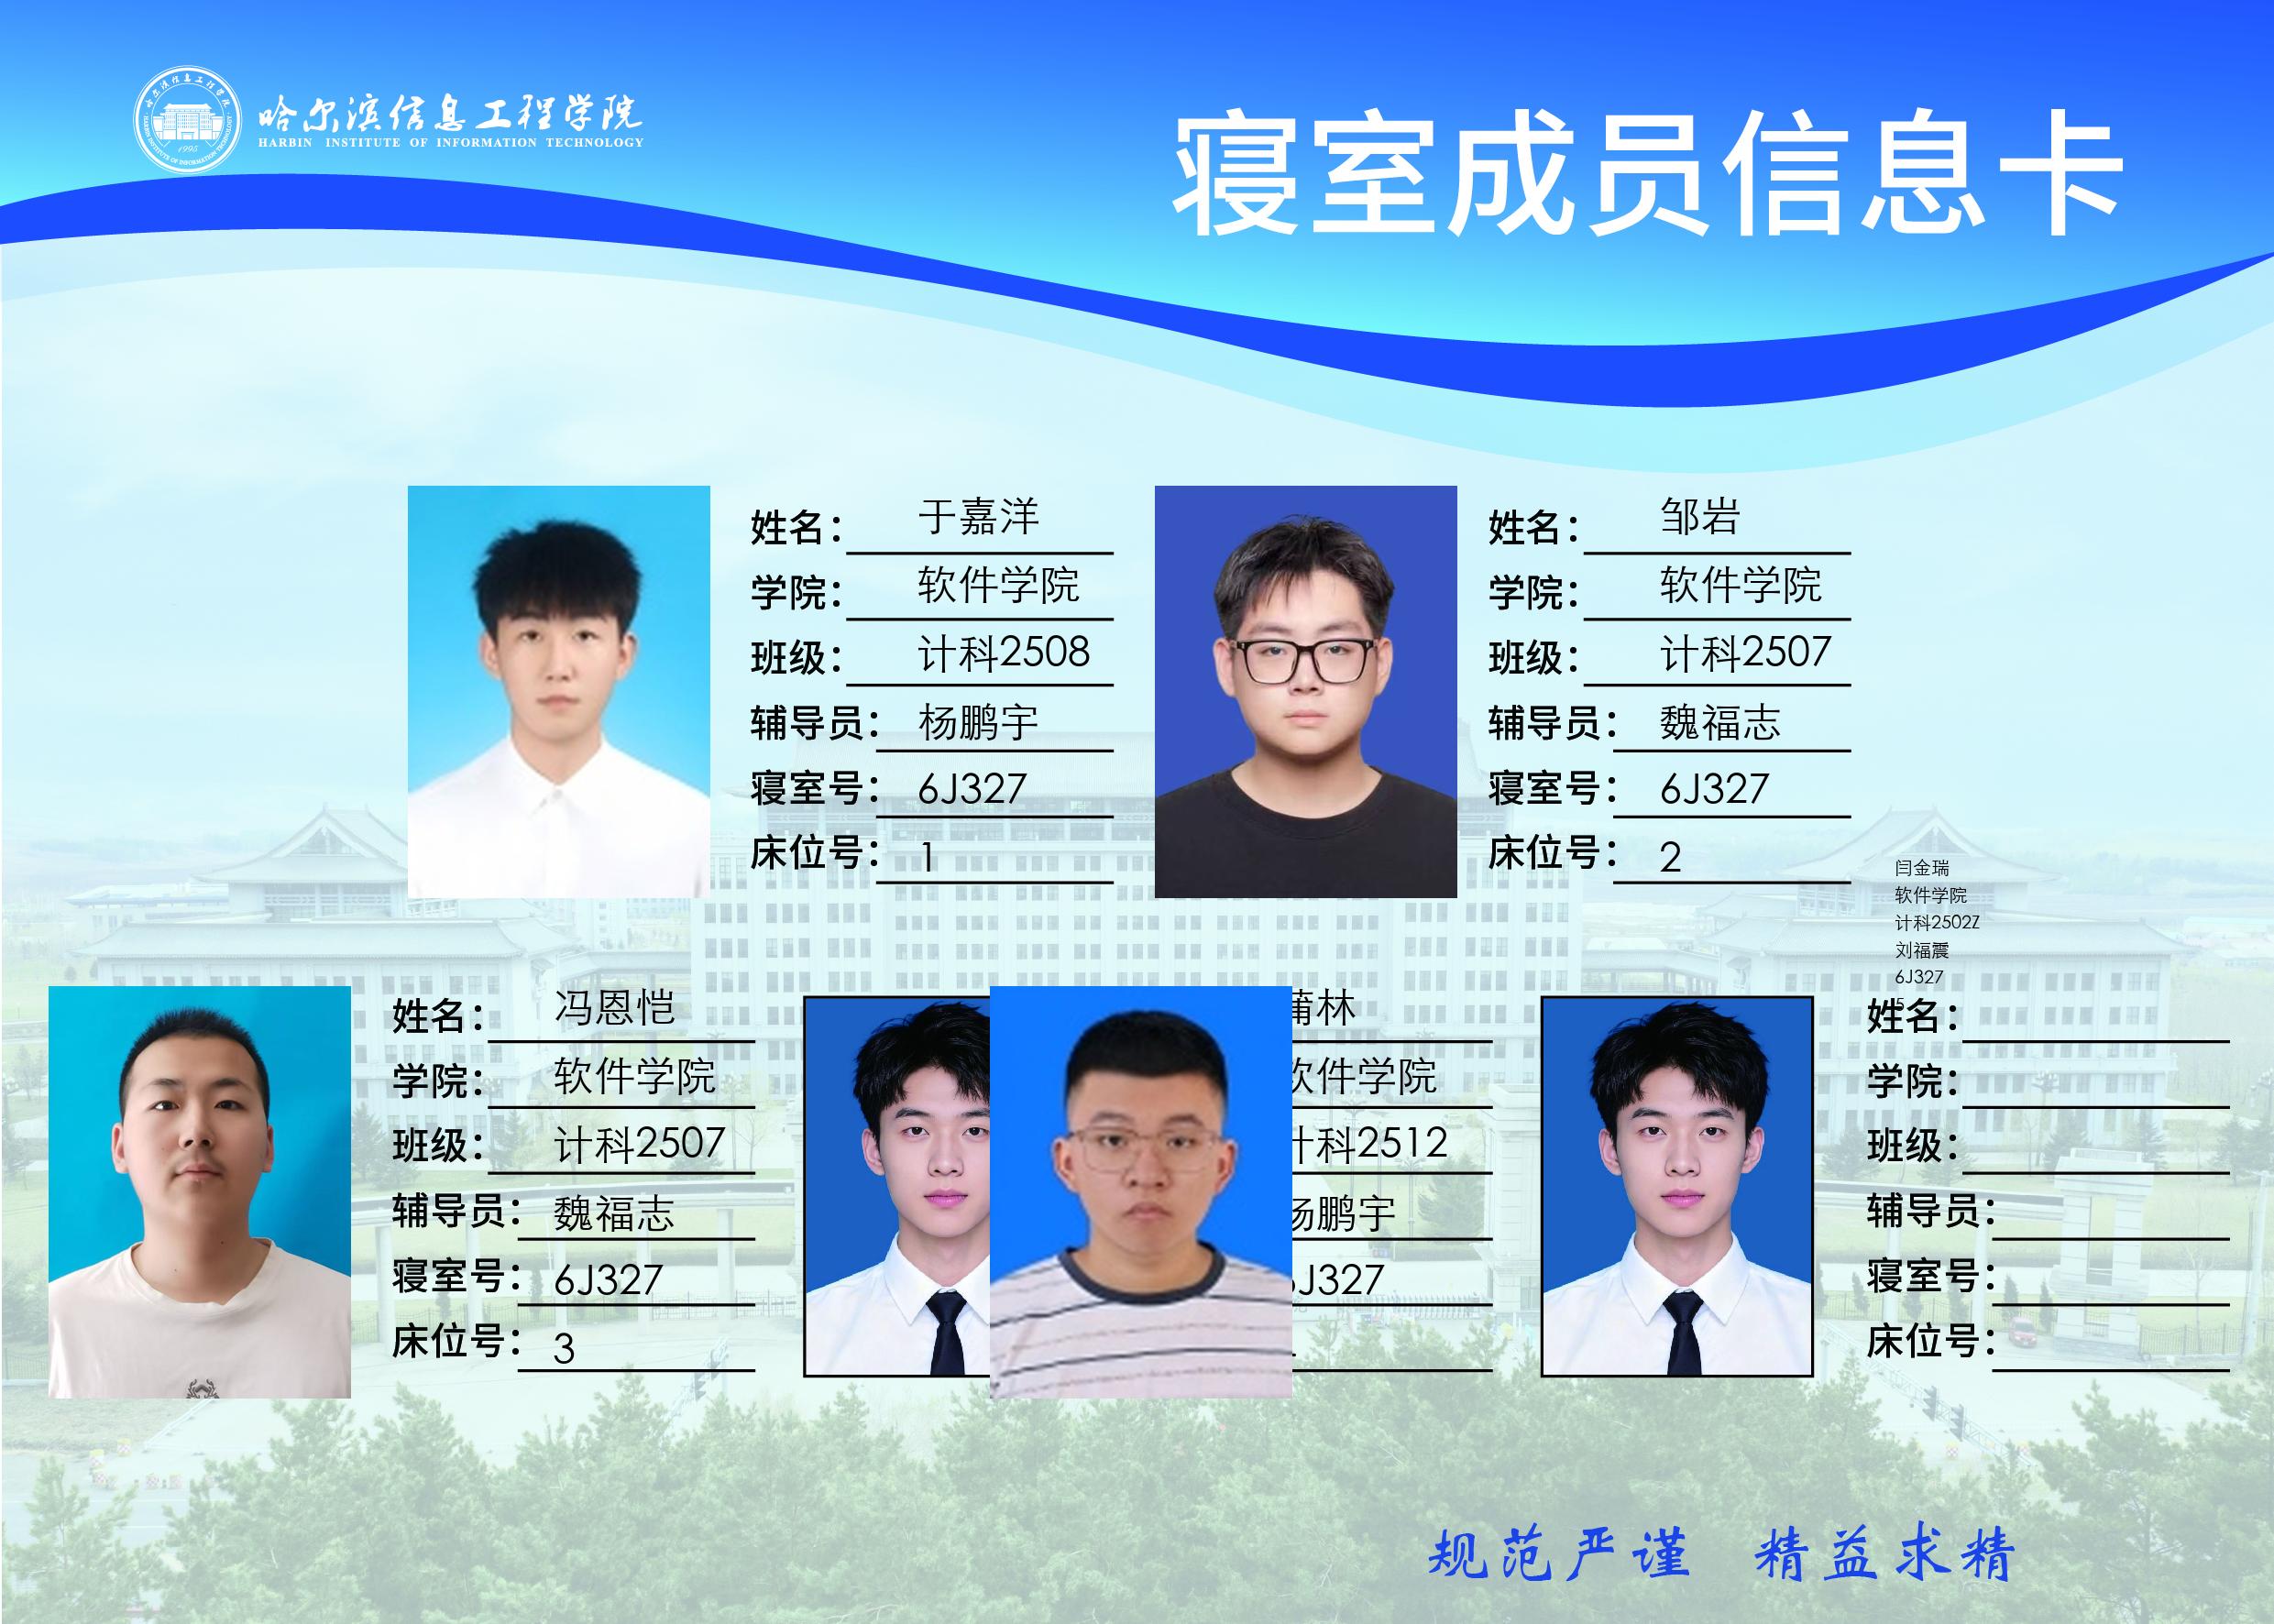 哈尔滨信息工程学院
HARBIN INSTITUTE OF INFORMATION TECHNOLOGY
1995
寝室成员信息卡
姓名： 于嘉洋
学院： 软件学院
班级： 计科2508
辅导员： 杨鹏宇
寝室号： 6J327
床位号： 1
姓名： 邹岩
学院： 软件学院
班级： 计科2507
辅导员： 魏福志
寝室号： 6J327
床位号： 2
闫金瑞
软件学院
计科2502Z
刘福震
6J327
5
姓名： 冯恩恺
学院： 软件学院
班级： 计科2507
辅导员： 魏福志
寝室号： 6J327
床位号： 3
林
件学院
科2512
鹏宇
J327
姓名：
学院：
班级：
辅导员：
寝室号：
床位号：
规范严谨 精益求精